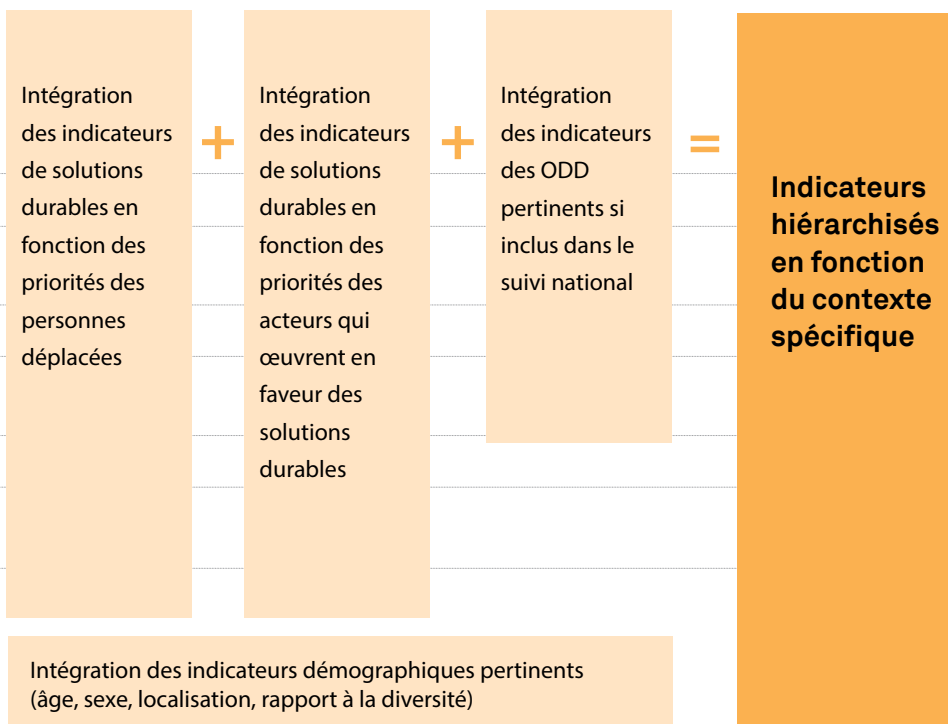 Intégration
des indicateurs
de solutions
durables en
fonction des
priorités des
personnes
déplacées
+
Intégration
des indicateurs
de solutions
durables en
fonction des
priorités des
acteurs qui
œuvrent en
faveur des
solutions
durables
+
Intégration
des indicateurs
des ODD
pertinents si
inclus dans le
suivi national
=
Indicateurs
hiérarchisés
en fonction
du contexte
spécifique
Intégration des indicateurs démographiques pertinents
(âge, sexe, localisation, rapport à la diversité)